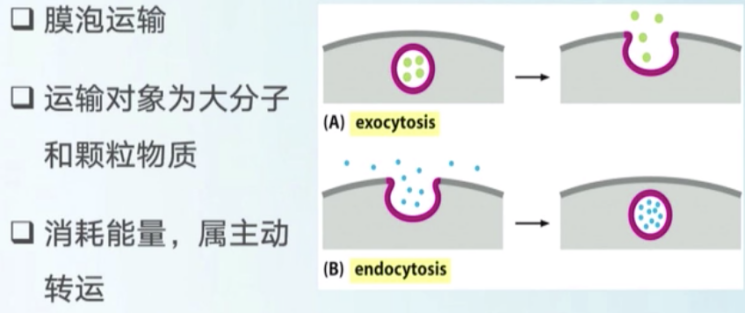 膜泡运输
运输对象为大分子
和颗粒物质
消耗能量，属主动
转运
(A) exocytosis
(B) endocytosis